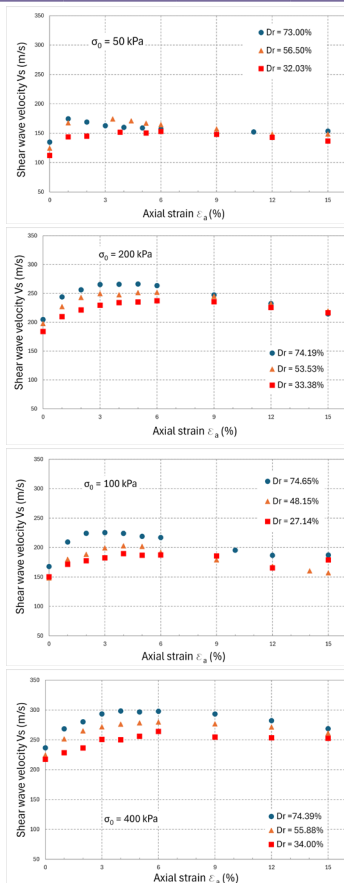 350
300
250
200
150
100
50
0
3
6
9
12
15
Shear wave velocity Vs (m/s)
σ0 = 50 kPa
Dr = 73.00%
Dr = 56.50%
Dr = 32.03%
Axial strain εa (%)
350
300
250
200
150
100
50
0
3
6
9
12
15
Shear wave velocity Vs (m/s)
σ0 = 200 kPa
Dr = 74.19%
Dr = 53.53%
Dr = 33.38%
Axial strain εa (%)
350
300
250
200
150
100
50
0
3
6
9
12
15
Shear wave velocity Vs (m/s)
σ0 = 100 kPa
Dr = 74.65%
Dr = 48.15%
Dr = 27.14%
Axial strain εa (%)
350
300
250
200
150
100
50
0
3
6
9
12
15
Shear wave velocity Vs (m/s)
σ0 = 400 kPa
Dr =74.39%
Dr = 55.88%
Dr = 34.00%
Axial strain εa (%)